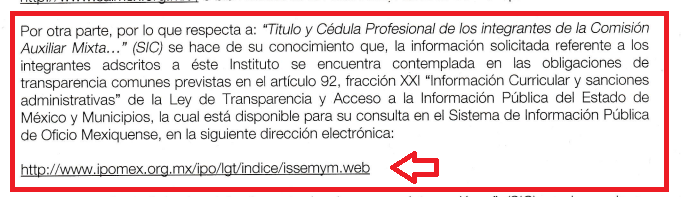 Por otra parte, por lo que respecta a: “Titulo y Cédula Profesional de los integrantes de la Comisión
Auxiliar Mixta…” (SIC) se hace de su conocimiento que, la información solicitada referente a los
integrantes adscritos a éste Instituto se encuentra contemplada en las obligaciones de
transparencia comunes previstas en el artículo 92, fracción XXI “Información Curricular y sanciones
administrativas” de la Ley de Transparencia y Acceso a la Información Pública del Estado de
México y Municipios, la cual está disponible para su consulta en el Sistema de Información Pública
de Oficio Mexiquense, en la siguiente dirección electrónica:
http://www.ipomex.org.mx/ipo/lgt/indice/issemym.web